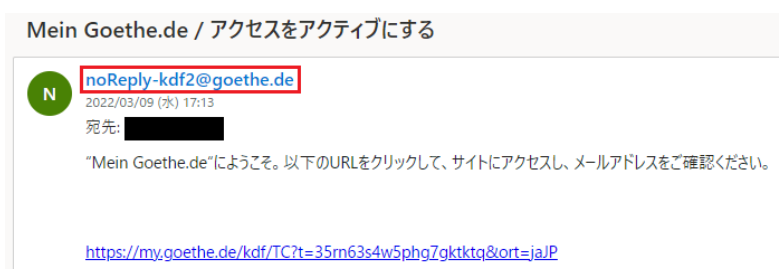 Mein Goethe.de / アクセスをアクティブにする
N
noReply-kdf2@goethe.de
2022/03/09 (水) 17:13
宛先:
“Mein Goethe.de”にようこそ。以下のURLをクリックして、サイトにアクセスし、メールアドレスをご確認ください。
https://my.goethe.de/kdf/TC?t=35rn63s4w5phg7gktktq&ort=jaJP